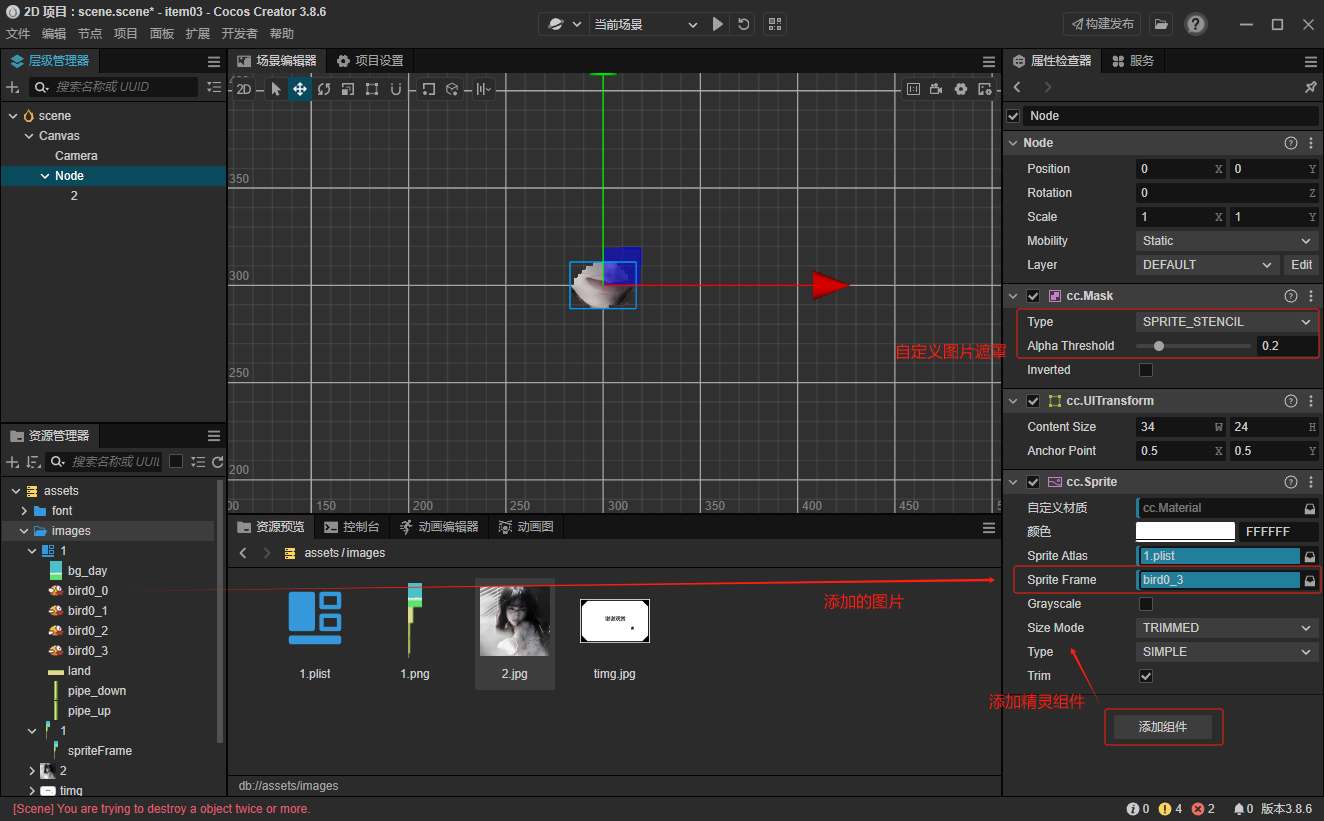 2D 项目 : scene.scene* - item03 - Cocos Creator 3.8.6
文件 编辑 节点 项目 面板 扩展 开发者 帮助
当前场景
构建发布
层级管理器
搜索名称或 UUID
scene
Canvas
Camera
Node
2
场景编辑器 项目设置
2D
350
300
250
200
00 150 200 250 300 350 400 450 5
自定义图片遮罩
属性检查器 服务
Node
Node
Position 0 X 0 Y
Rotation 0 Z
Scale 1 X 1 Y
Mobility Static
Layer DEFAULT Edit
cc.Mask
Type SPRITE_STENCIL
Alpha Threshold 0.2
Inverted
cc.UITransform
Content Size 34 W 24 H
Anchor Point 0.5 X 0.5 Y
cc.Sprite
自定义材质 cc.Material
颜色 FFFFFF
Sprite Atlas 1.plist
Sprite Frame bird0_3
Grayscale
Size Mode TRIMMED
Type SIMPLE
Trim
添加精灵组件
添加组件
资源管理器
搜索名称或 UUII
assets
font
images
1
bg_day
bird0_0
bird0_1
bird0_2
bird0_3
land
pipe_down
pipe_up
1
spriteFrame
2
timg
资源预览 控制台 动画编辑器 动画图
assets / images
添加的图片
1.plist 1.png 2.jpg timg.jpg
db://assets/images
[Scene] You are trying to destroy a object twice or more.
0 4 2 0 版本3.8.6